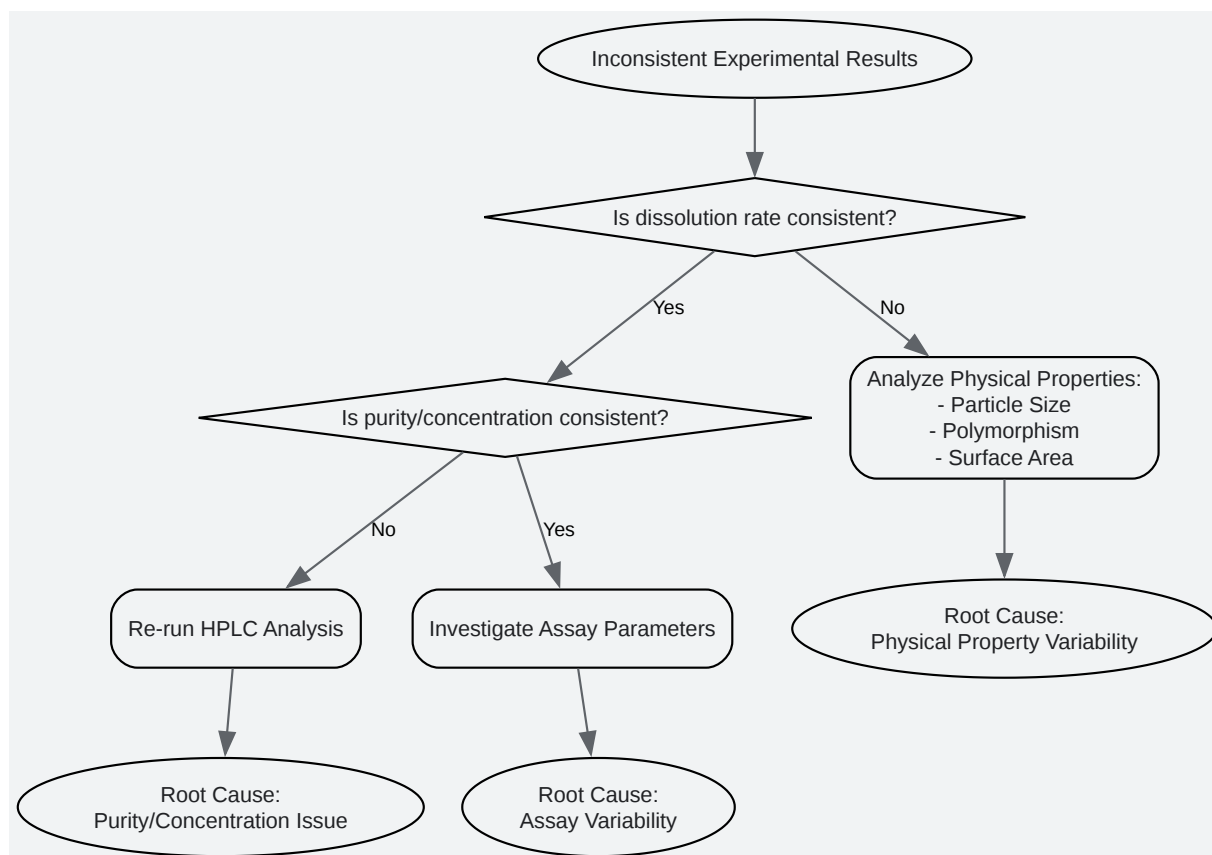 Inconsistent Experimental Results
Is dissolution rate consistent?
Yes
No
Is purity/concentration consistent?
Analyze Physical Properties:
- Particle Size
- Polymorphism
- Surface Area
No
Yes
Re-run HPLC Analysis
Investigate Assay Parameters
Root Cause:
Physical Property Variability
Root Cause:
Purity/Concentration Issue
Root Cause:
Assay Variability